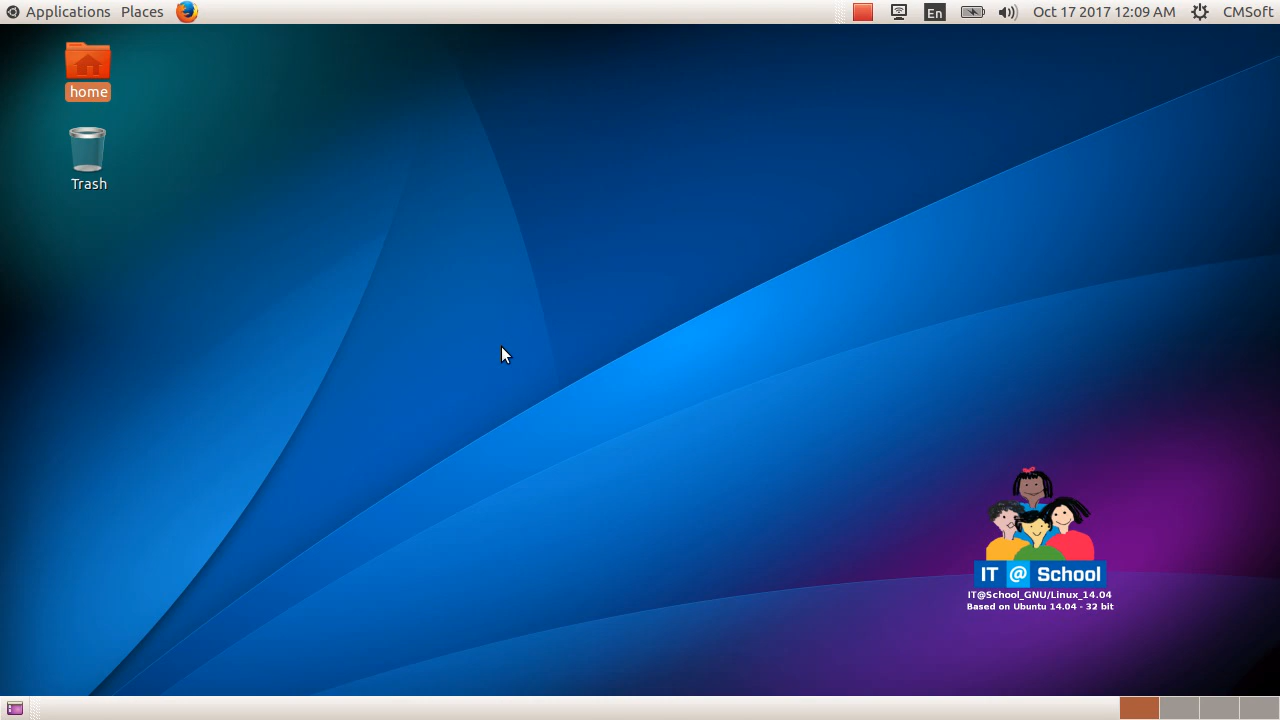 Applications Places En Oct 17 2017 12:09 AM CMSoft
home
Trash
IT @ School
IT@School_GNU/Linux_14.04
Based on Ubuntu 14.04 - 32 bit